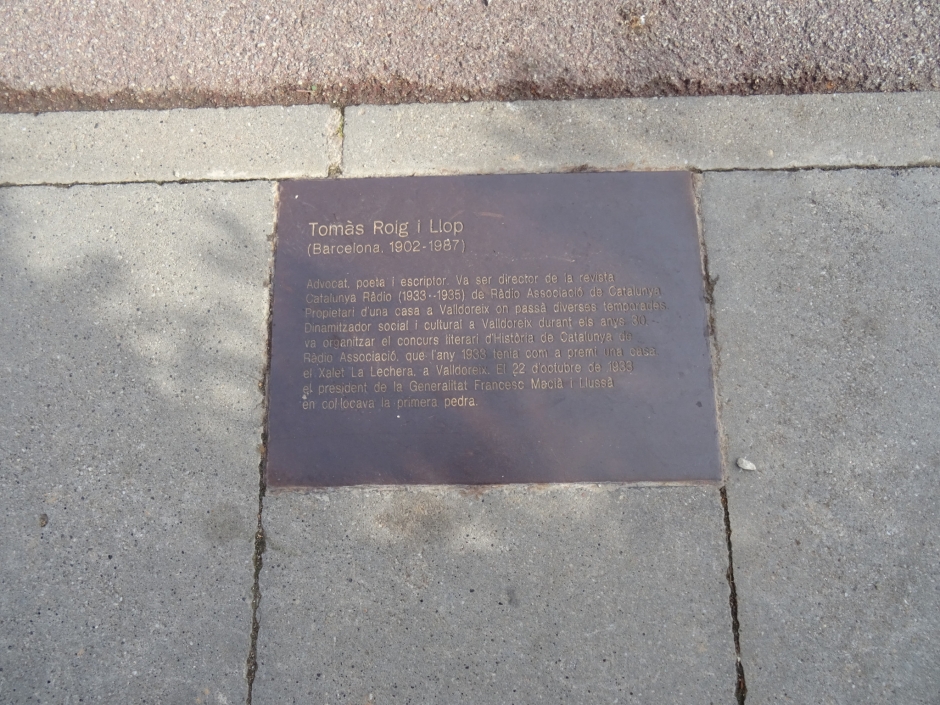 Tomàs Roig i Llop
(Barcelona, 1902-1987)
Advocat, poeta i escriptor. Va ser director de la revista
Catalunya Ràdio (1933--1935) de Ràdio Associació de Catalunya.
Propietari d'una casa a Valldoreix on passà diverses temporades.
Dinamitzador social i cultural a Valldoreix durant els anys 30,
va organitzar el concurs literari d'Història de Catalunya de
Ràdio Associació, que l'any 1933 tenia com a premi una casa
el Xalet La Lechera, a Valldoreix. El 22 d'octubre de 1933
el president de la Generalitat Francesc Macià i Llussà
en col·locava la primera pedra.